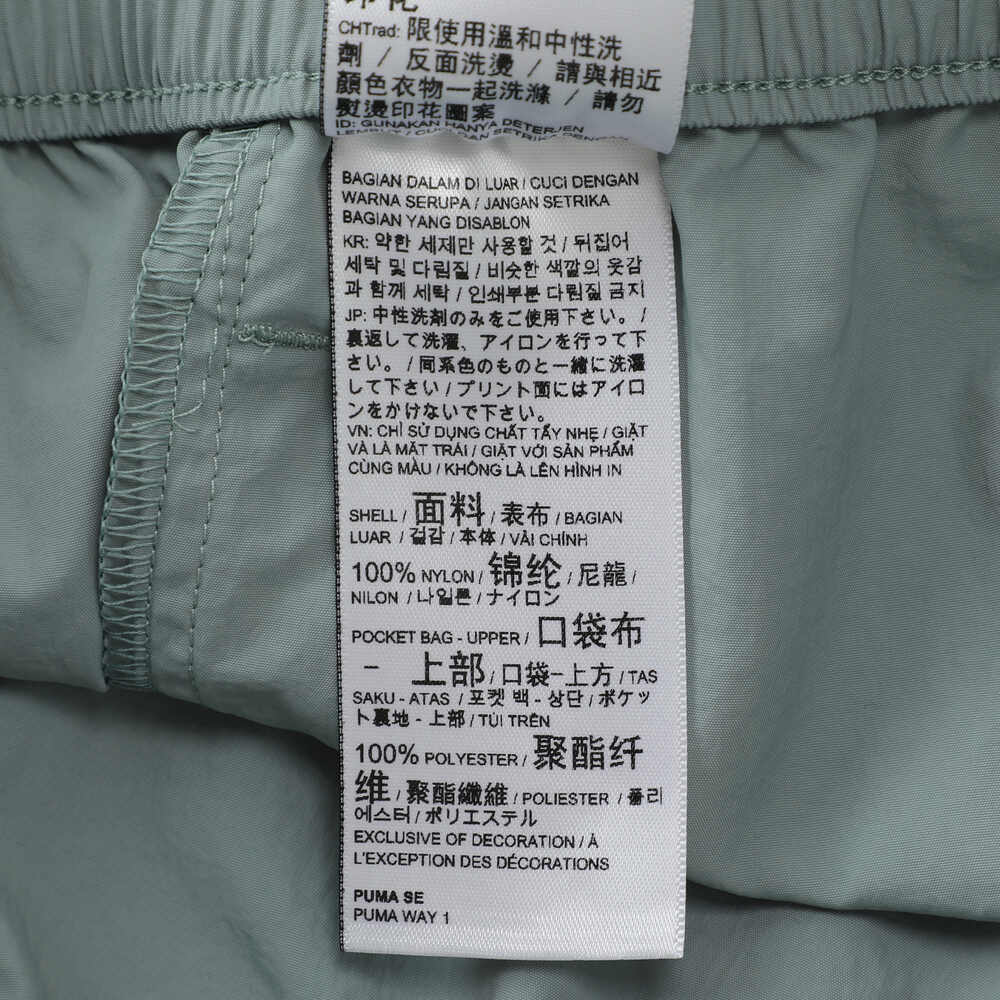 CHTrad: 限使用溫和中性洗
劑 / 反面洗燙 / 請與相近
顏色衣物一起洗滌 / 請勿
熨燙印花圖案
ID: GUNAKAN HANYA DETERJEN
BAGIAN DALAM DI LUAR / CUCI DENGAN
WARNA SERUPA / JANGAN SETRIKA
BAGIAN YANG DISABLON
KR: 약한 세제만 사용할 것 / 뒤집어
세탁 및 다림질 / 비슷한 색깔의 옷감
과 함께 세탁 / 인쇄부분 다림질 금지
JP: 中性洗剤のみをご使用下さい。/
裏返して洗濯、アイロンを行って下
さい / 同系色のものと一緒に洗濯
して下さい / プリント面にはアイロ
ンをかけないで下さい。
VN: CHỈ SỬ DỤNG CHẤT TẨY NHẸ / GIẶT
VÀ LÀ MẶT TRÁI / GIẶT VỚI SẢN PHẨM
CÙNG MÀU / KHÔNG LÀ LÊN HÌNH IN
SHELL / 面料 / 表布 / BAGIAN
LUAR / 겉감 / 本体 / VẢI CHÍNH
100% NYLON / 锦纶 / 尼龍 /
NILON / 나일론 / ナイロン
POCKET BAG - UPPER / 口袋布
- 上部 / 口袋-上方 / TAS
SAKU - ATAS / 포켓 백 - 상단 / ポケッ
ト裏地 - 上部 / TÚI TRÊN
100% POLYESTER / 聚酯纤
维 / 聚酯纖維 / POLIESTER / 폴리
에스터 / ポリエステル
EXCLUSIVE OF DECORATION / À
L'EXCEPTION DES DÉCORATIONS
PUMA SE
PUMA WAY 1